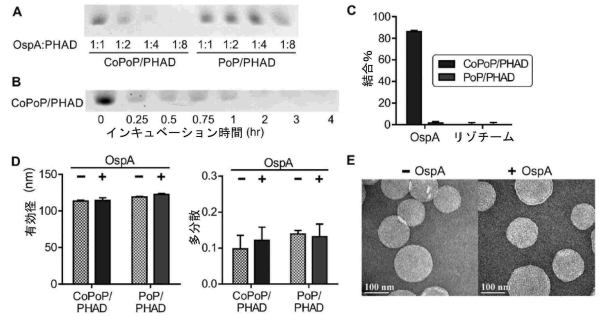 A
OspA:PHAD
1:1 1:2 1:4 1:8 1:1 1:2 1:4 1:8
CoPoP/PHAD PoP/PHAD
B
CoPoP/PHAD
0 0.25 0.5 0.75 1 2 3 4
インキュベーション時間 (hr)
C
結合%
100
80
60
40
20
0
CoPoP/PHAD
PoP/PHAD
OspA リゾチーム
D
OspA
− +
有効径 (nm)
150
100
50
0
CoPoP/
PHAD
PoP/
PHAD
OspA
− +
多分散
0.3
0.2
0.1
0.0
CoPoP/
PHAD
PoP/
PHAD
E
− OspA + OspA
100 nm
100 nm